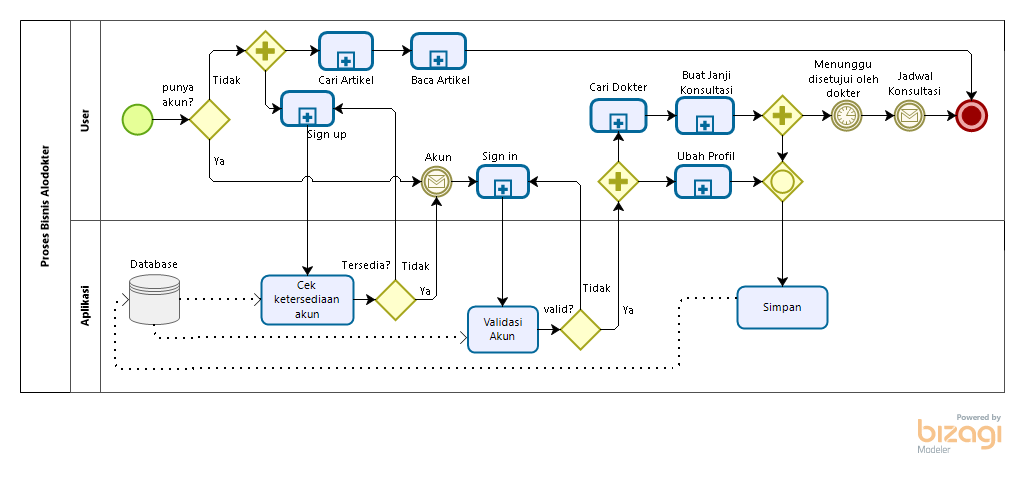 Proses Bisnis Alodokter
User
punya
akun?
Tidak
Ya
Cari Artikel
Baca Artikel
Sign up
Akun
Sign in
Cari Dokter
Buat Janji
Konsultasi
Ubah Profil
Menunggu
disetujui oleh
dokter
Jadwal
Konsultasi
Aplikasi
Database
Cek
ketersediaan
akun
Tersedia?
Tidak
Ya
Validasi
Akun
valid?
Tidak
Ya
Simpan
Powered by
bizagi
Modeler